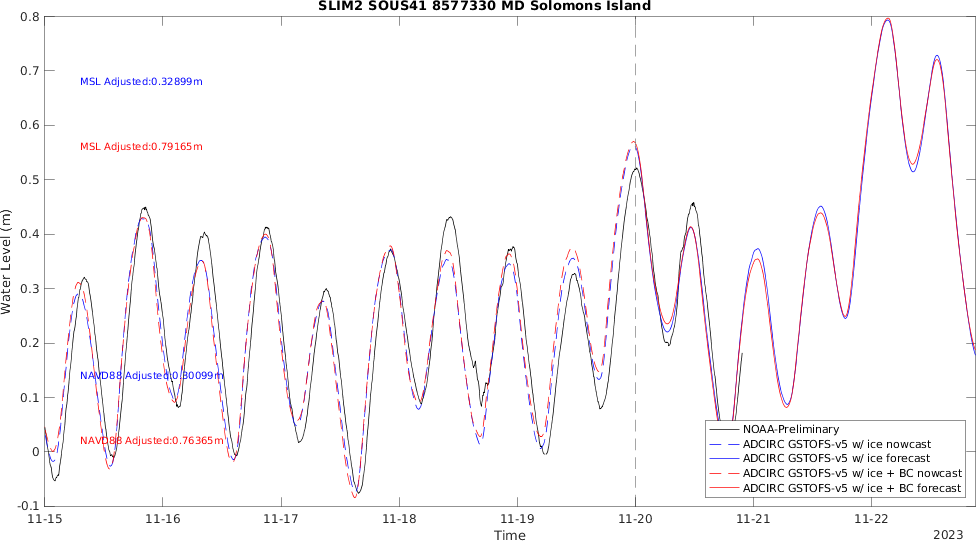 SLIM2 SOUS41 8577330 MD Solomons Island
0.8
0.7
0.6
0.5
0.4
0.3
0.2
0.1
0
-0.1
Water Level (m)
MSL Adjusted:0.32899m
MSL Adjusted:0.79165m
NAVD88 Adjusted:0.30099m
NAVD88 Adjusted:0.76365m
NOAA-Preliminary
ADCIRC GSTOFS-v5 w/ ice nowcast
ADCIRC GSTOFS-v5 w/ ice forecast
ADCIRC GSTOFS-v5 w/ ice + BC nowcast
ADCIRC GSTOFS-v5 w/ ice + BC forecast
11-15 11-16 11-17 11-18 11-19 11-20 11-21 11-22
Time
2023